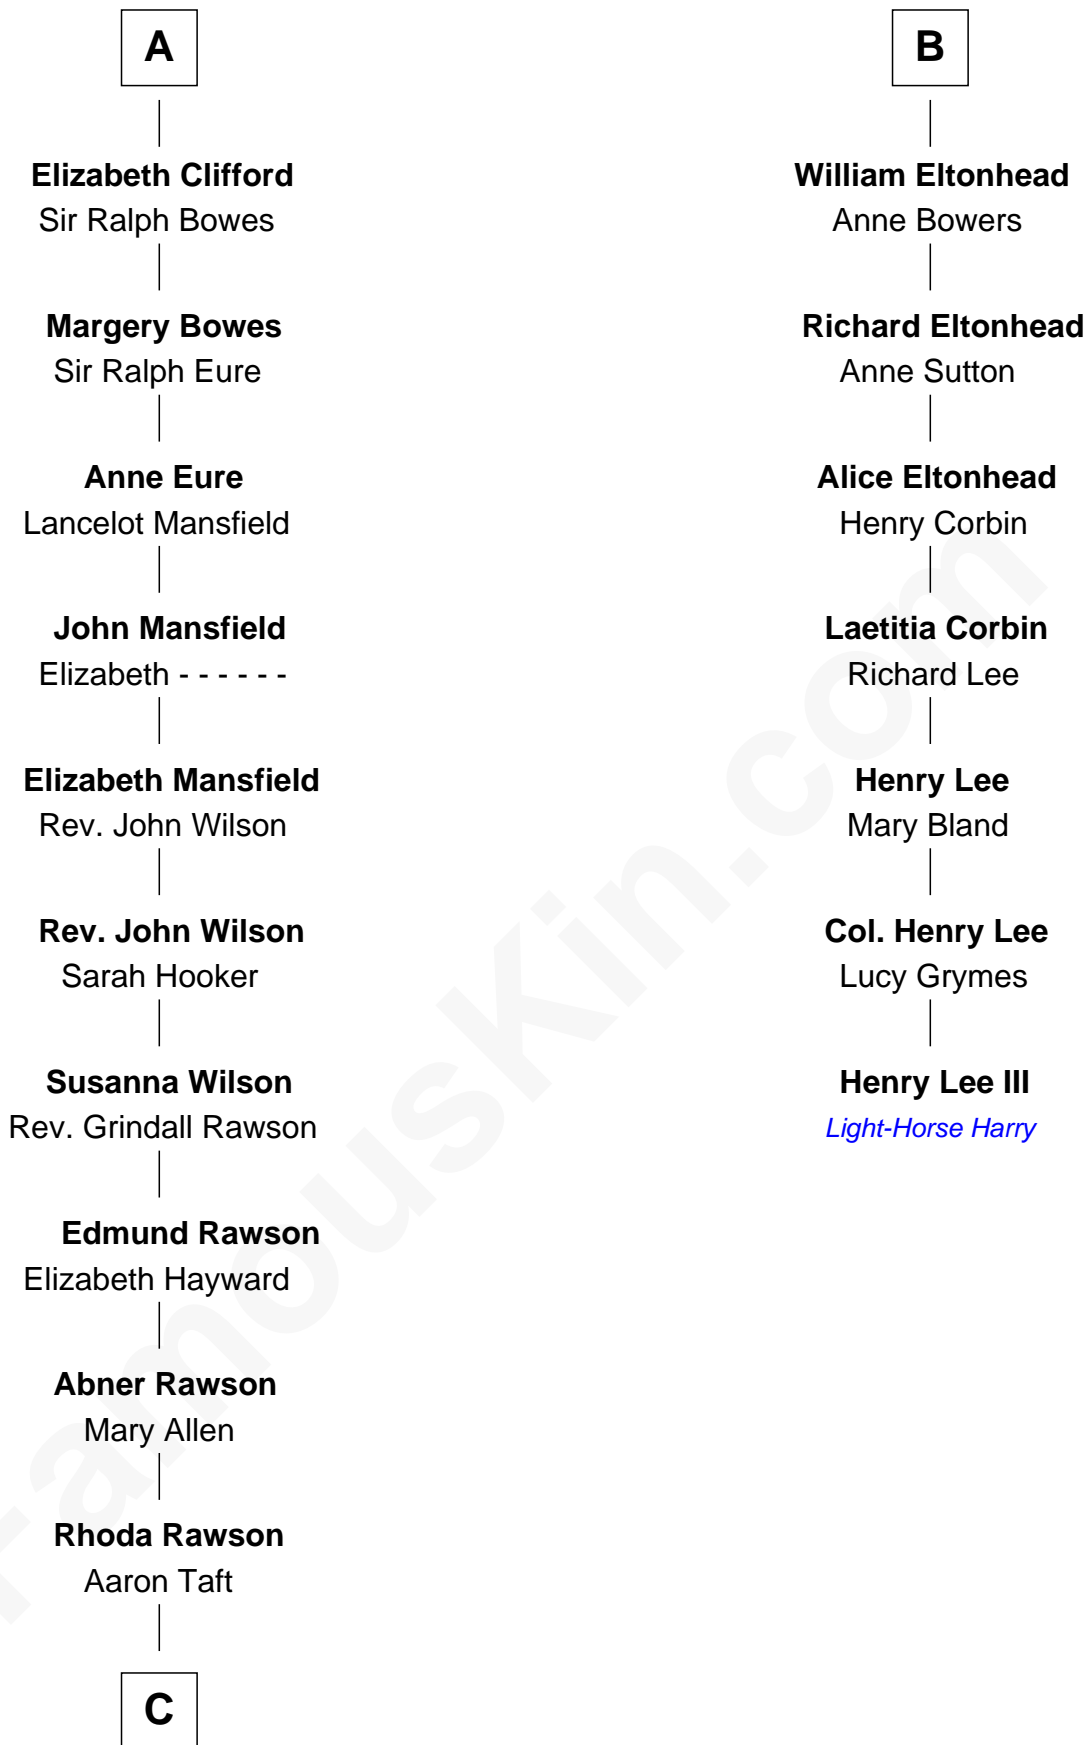 A
Elizabeth Clifford
Sir Ralph Bowes
Margery Bowes
Sir Ralph Eure
Anne Eure
Lancelot Mansfield
John Mansfield
Elizabeth - - - - - -
Elizabeth Mansfield
Rev. John Wilson
Rev. John Wilson
Sarah Hooker
Susanna Wilson
Rev. Grindall Rawson
Edmund Rawson
Elizabeth Hayward
Abner Rawson
Mary Allen
Rhoda Rawson
Aaron Taft
C
B
William Eltonhead
Anne Bowers
Richard Eltonhead
Anne Sutton
Alice Eltonhead
Henry Corbin
Laetitia Corbin
Richard Lee
Henry Lee
Mary Bland
Col. Henry Lee
Lucy Grymes
Henry Lee III
Light-Horse Harry
FamousKin.com